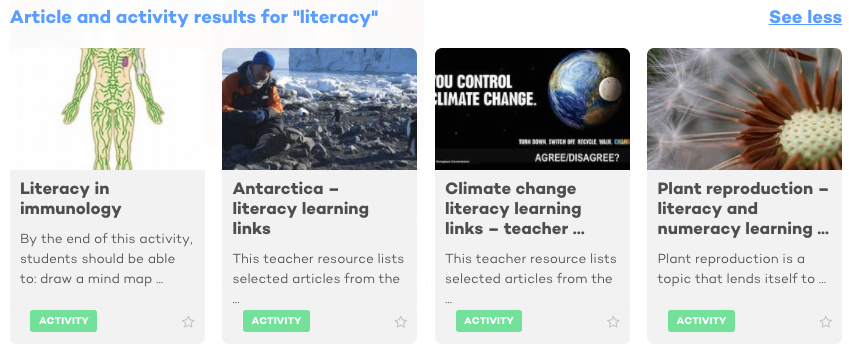 Article and activity results for "literacy"
See less
YOU CONTROL
CLIMATE CHANGE.
TURN DOWN. SWITCH OFF. RECYCLE. WALK. CHANGE
AGREE/DISAGREE?
Literacy in
immunology
By the end of this activity,
students should be able
to: draw a mind map ...
ACTIVITY
Antarctica –
literacy learning
links
This teacher resource lists
selected articles from the
...
ACTIVITY
Climate change
literacy learning
links – teacher ...
This teacher resource lists
selected articles from the
...
ACTIVITY
Plant reproduction –
literacy and
numeracy learning ...
Plant reproduction is a
topic that lends itself to ...
ACTIVITY